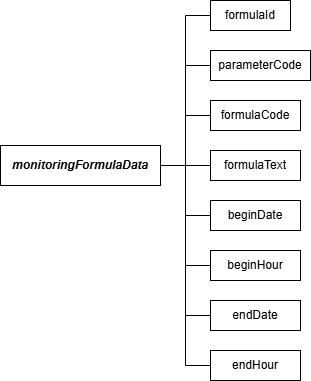 formulaId
parameterCode
formulaCode
monitoringFormulaData
formulaText
beginDate
beginHour
endDate
endHour